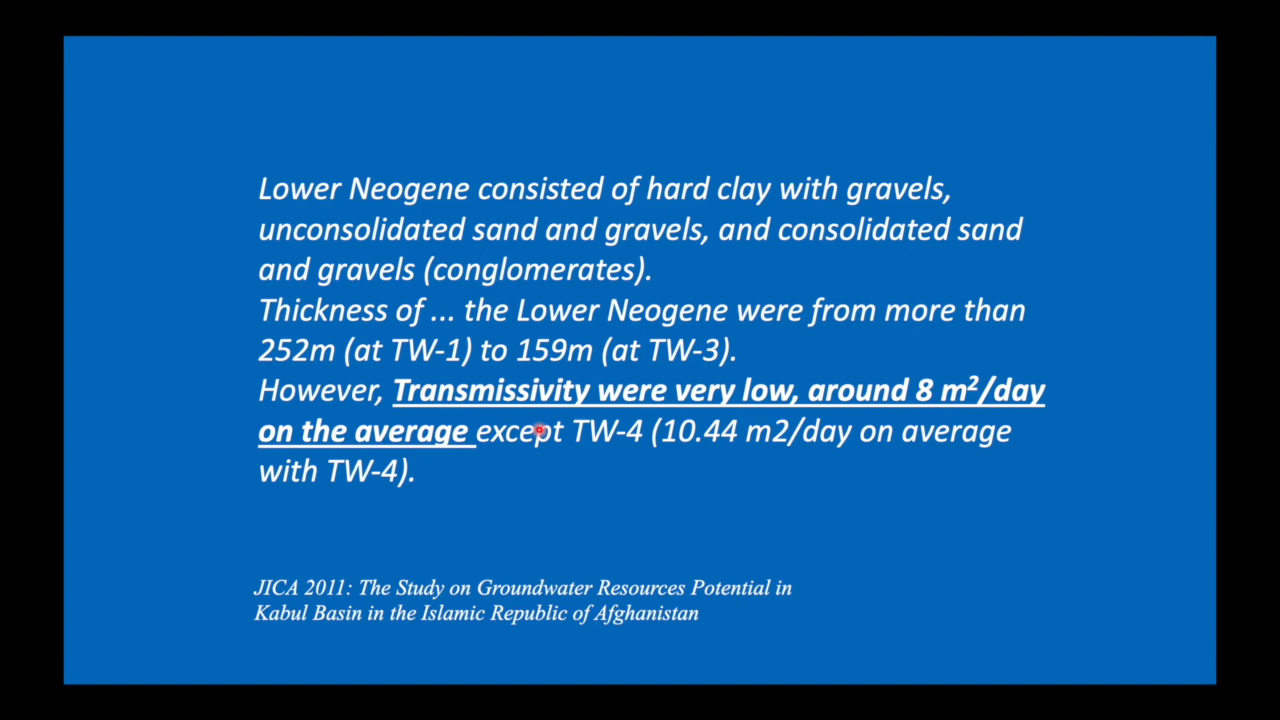 Lower Neogene consisted of hard clay with gravels,
unconsolidated sand and gravels, and consolidated sand
and gravels (conglomerates).
Thickness of ... the Lower Neogene were from more than
252m (at TW-1) to 159m (at TW-3).
However, Transmissivity were very low, around 8 m²/day
on the average except TW-4 (10.44 m2/day on average
with TW-4).
JICA 2011: The Study on Groundwater Resources Potential in
Kabul Basin in the Islamic Republic of Afghanistan